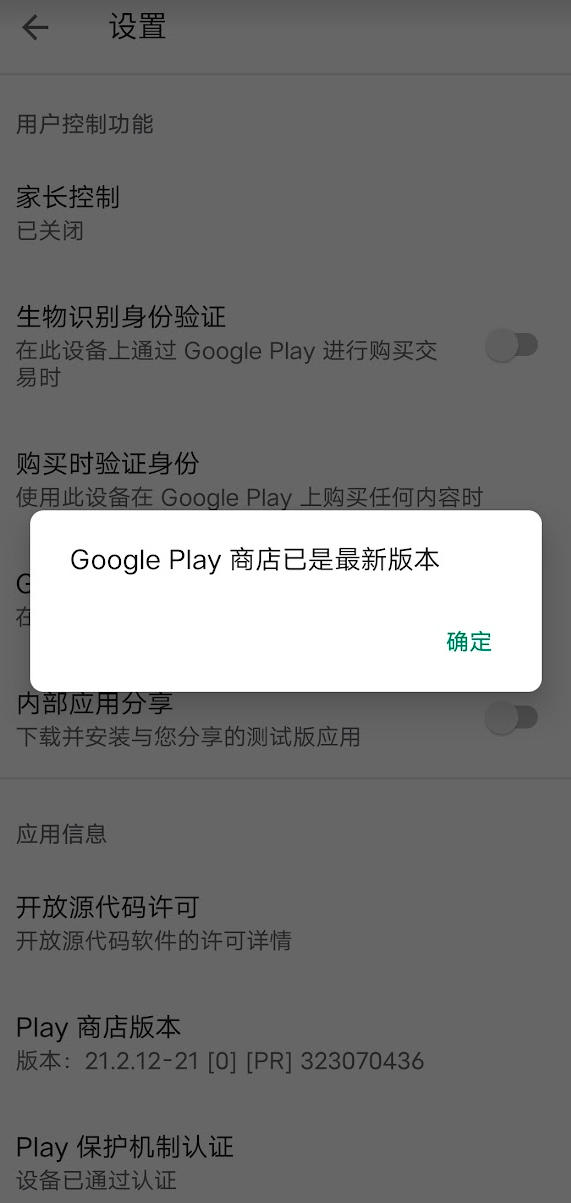 设置
用户控制功能
家长控制
已关闭
生物识别身份验证
在此设备上通过 Google Play 进行购买交
易时
购买时验证身份
使用此设备在 Google Play 上购买任何内容时
Google Play 商店已是最新版本
确定
内部应用分享
下载并安装与您分享的测试版应用
应用信息
开放源代码许可
开放源代码软件的许可详情
Play 商店版本
版本：21.2.12-21 [0] [PR] 323070436
Play 保护机制认证
设备已通过认证